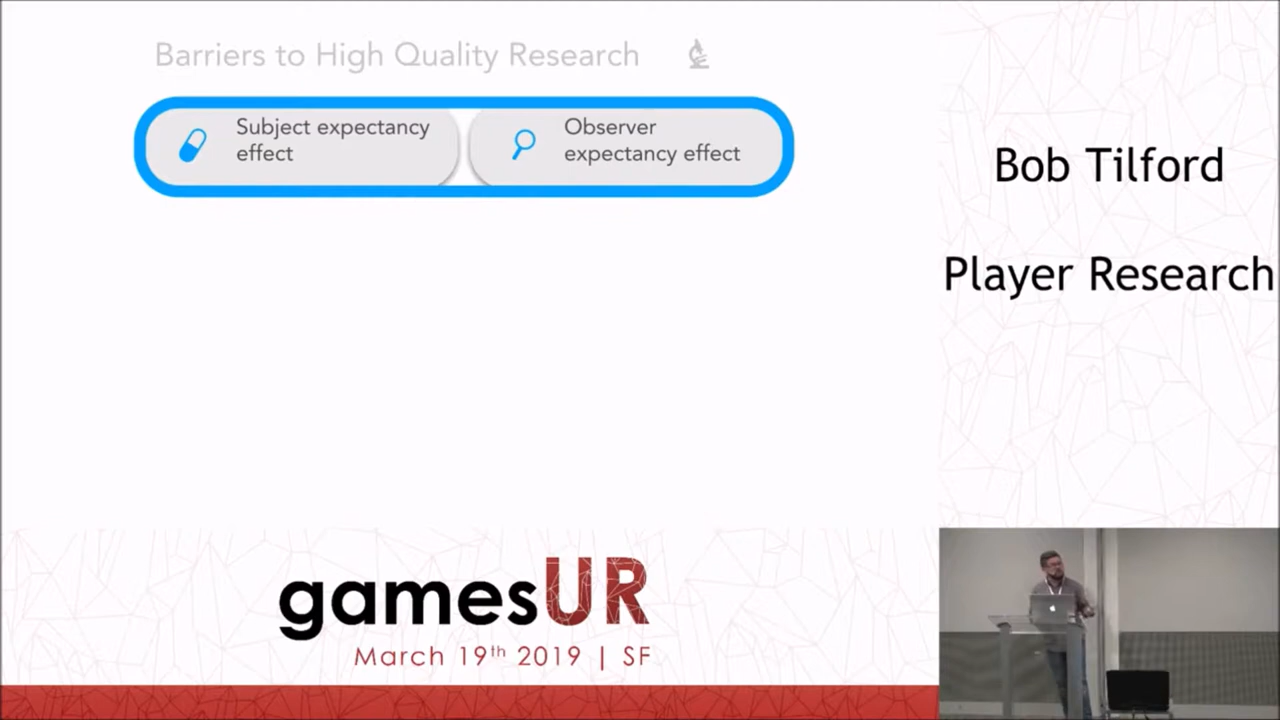 Barriers to High Quality Research
Subject expectancy
effect
Observer
expectancy effect
Bob Tilford
Player Research
gamesUR
March 19th 2019 | SF